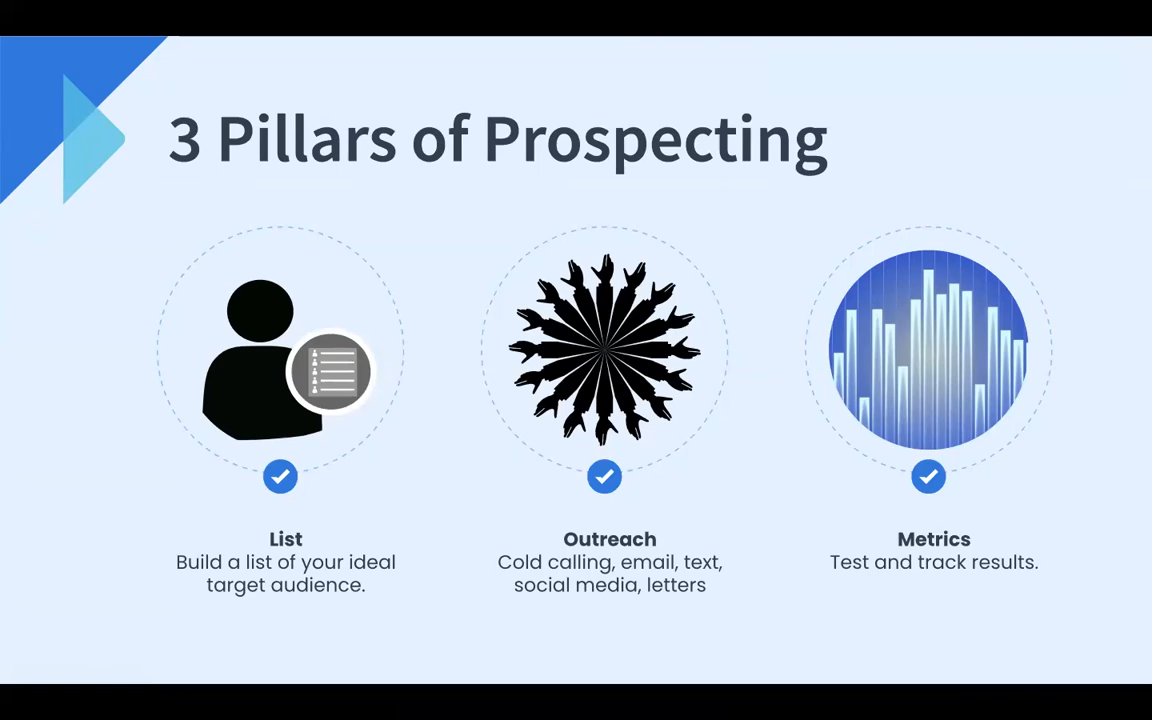 3 Pillars of Prospecting
List
Build a list of your ideal
target audience.
Outreach
Cold calling, email, text,
social media, letters
Metrics
Test and track results.